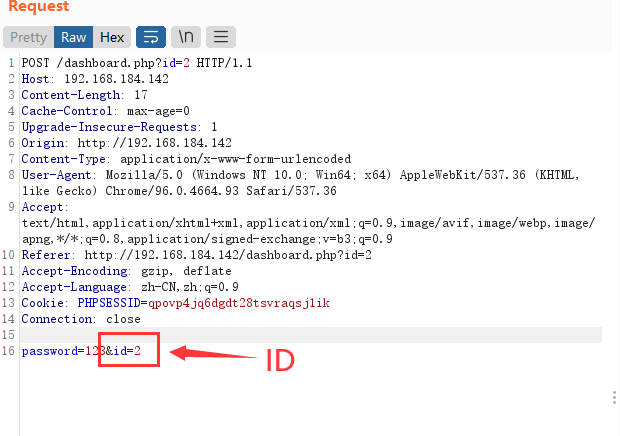 Request
Pretty Raw Hex \n
1 POST /dashboard.php?id=2 HTTP/1.1
2 Host: 192.168.184.142
3 Content-Length: 17
4 Cache-Control: max-age=0
5 Upgrade-Insecure-Requests: 1
6 Origin: http://192.168.184.142
7 Content-Type: application/x-www-form-urlencoded
8 User-Agent: Mozilla/5.0 (Windows NT 10.0; Win64; x64) AppleWebKit/537.36 (KHTML,
like Gecko) Chrome/96.0.4664.93 Safari/537.36
9 Accept:
text/html,application/xhtml+xml,application/xml;q=0.9,image/avif,image/webp,image/
apng,*/*;q=0.8,application/signed-exchange;v=b3;q=0.9
10 Referer: http://192.168.184.142/dashboard.php?id=2
11 Accept-Encoding: gzip, deflate
12 Accept-Language: zh-CN,zh;q=0.9
13 Cookie: PHPSESSID=qpovp4jq6dgdt28tsvraqsjlik
14 Connection: close
15
16 password=123&id=2
ID